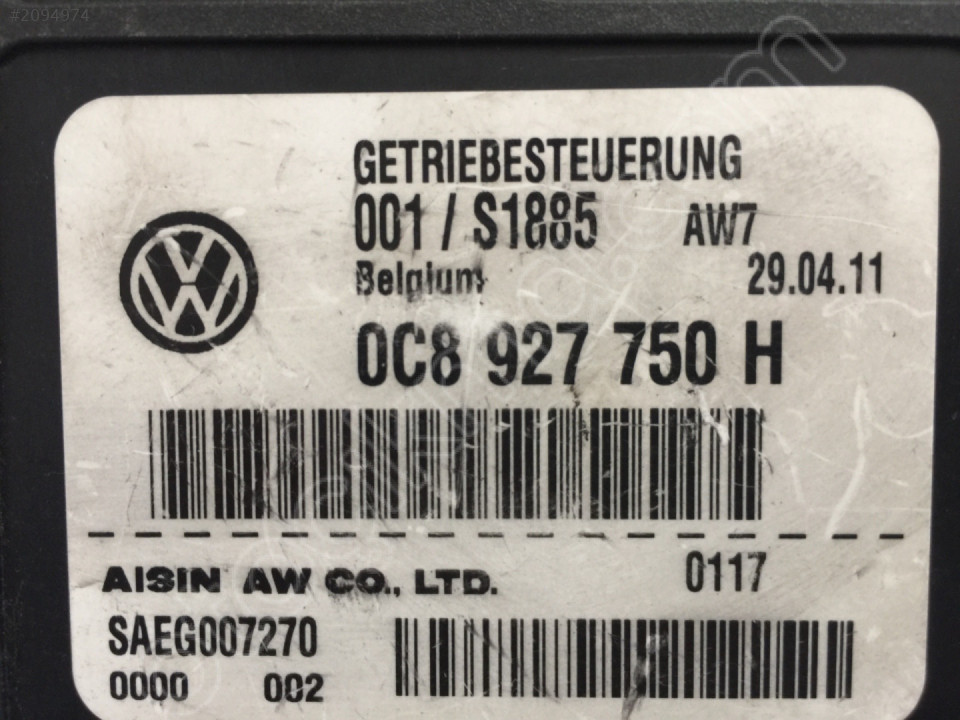 #2094974
GETRIEBESTEUERUNG
001 / S1885 AW7
Belgium 29.04.11
0C8 927 750 H
AISIN AW CO., LTD. 0117
SAEG007270
0000 002